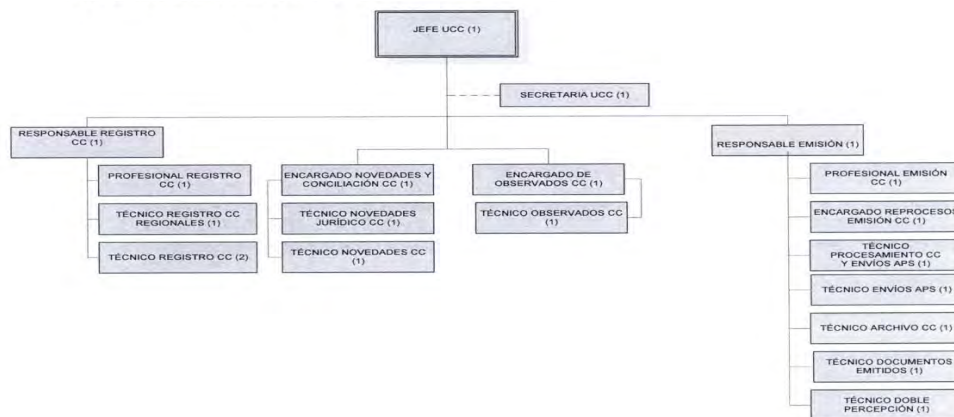 JEFE UCC (1)
SECRETARIA UCC (1)
RESPONSABLE REGISTRO
CC (1)
PROFESIONAL REGISTRO
CC (1)
TÉCNICO REGISTRO CC
REGIONALES (1)
TÉCNICO REGISTRO CC (2)
ENCARGADO NOVEDADES Y
CONCILIACIÓN CC (1)
TÉCNICO NOVEDADES
JURÍDICO CC (1)
TÉCNICO NOVEDADES CC
(1)
ENCARGADO DE
OBSERVADOS CC (1)
TÉCNICO OBSERVADOS CC
(1)
RESPONSABLE EMISIÓN (1)
PROFESIONAL EMISIÓN
CC (1)
ENCARGADO REPROCESOS
EMISIÓN CC (1)
TÉCNICO
PROCESAMIENTO CC
Y ENVÍOS APS (1)
TÉCNICO ENVÍOS APS (1)
TÉCNICO ARCHIVO CC (1)
TÉCNICO DOCUMENTOS
EMITIDOS (1)
TÉCNICO DOBLE
PERCEPCIÓN (1)